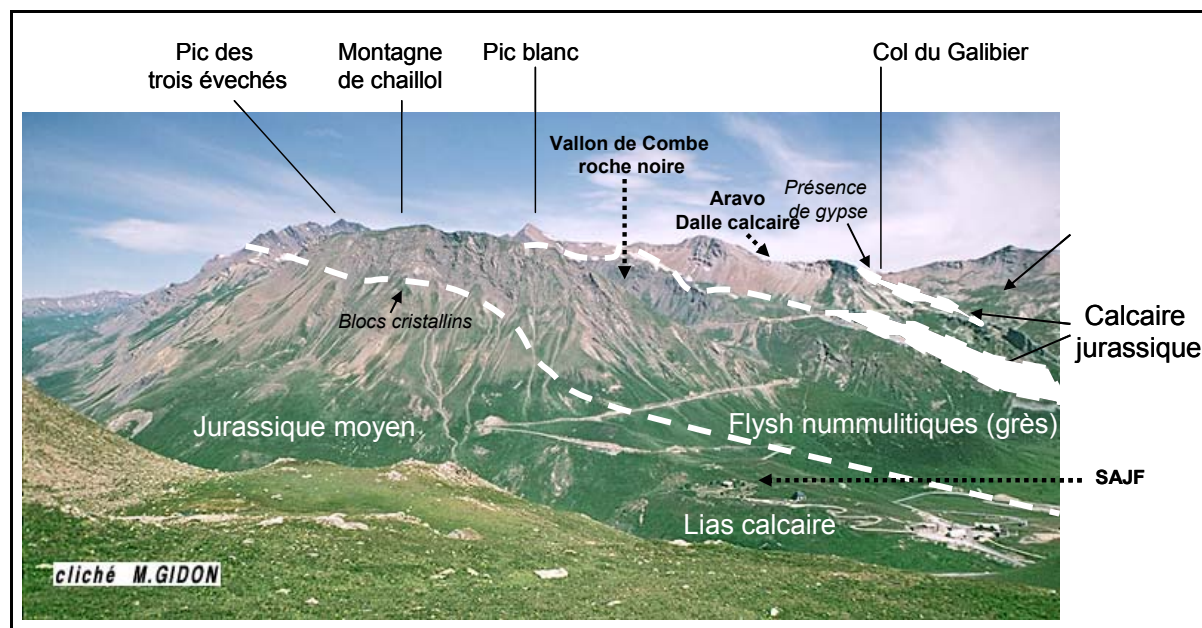 Pic des
trois évechés
Montagne
de chaillol
Pic blanc
Col du Galibier
Vallon de Combe
roche noire
Aravo
Dalle calcaire
Présence
de gypse
Blocs cristallins
Calcaire
jurassique
Jurassique moyen
Flysh nummulitiques (grès)
SAJF
Lias calcaire
cliché M.GIDON